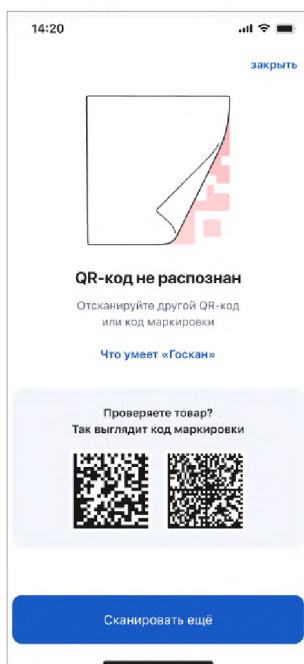 14:20
закрыть
QR-код не распознан
Отсканируйте другой QR-код
или код маркировки
Что умеет «Госкан»
Проверяете товар?
Так выглядит код маркировки
Сканировать ещё